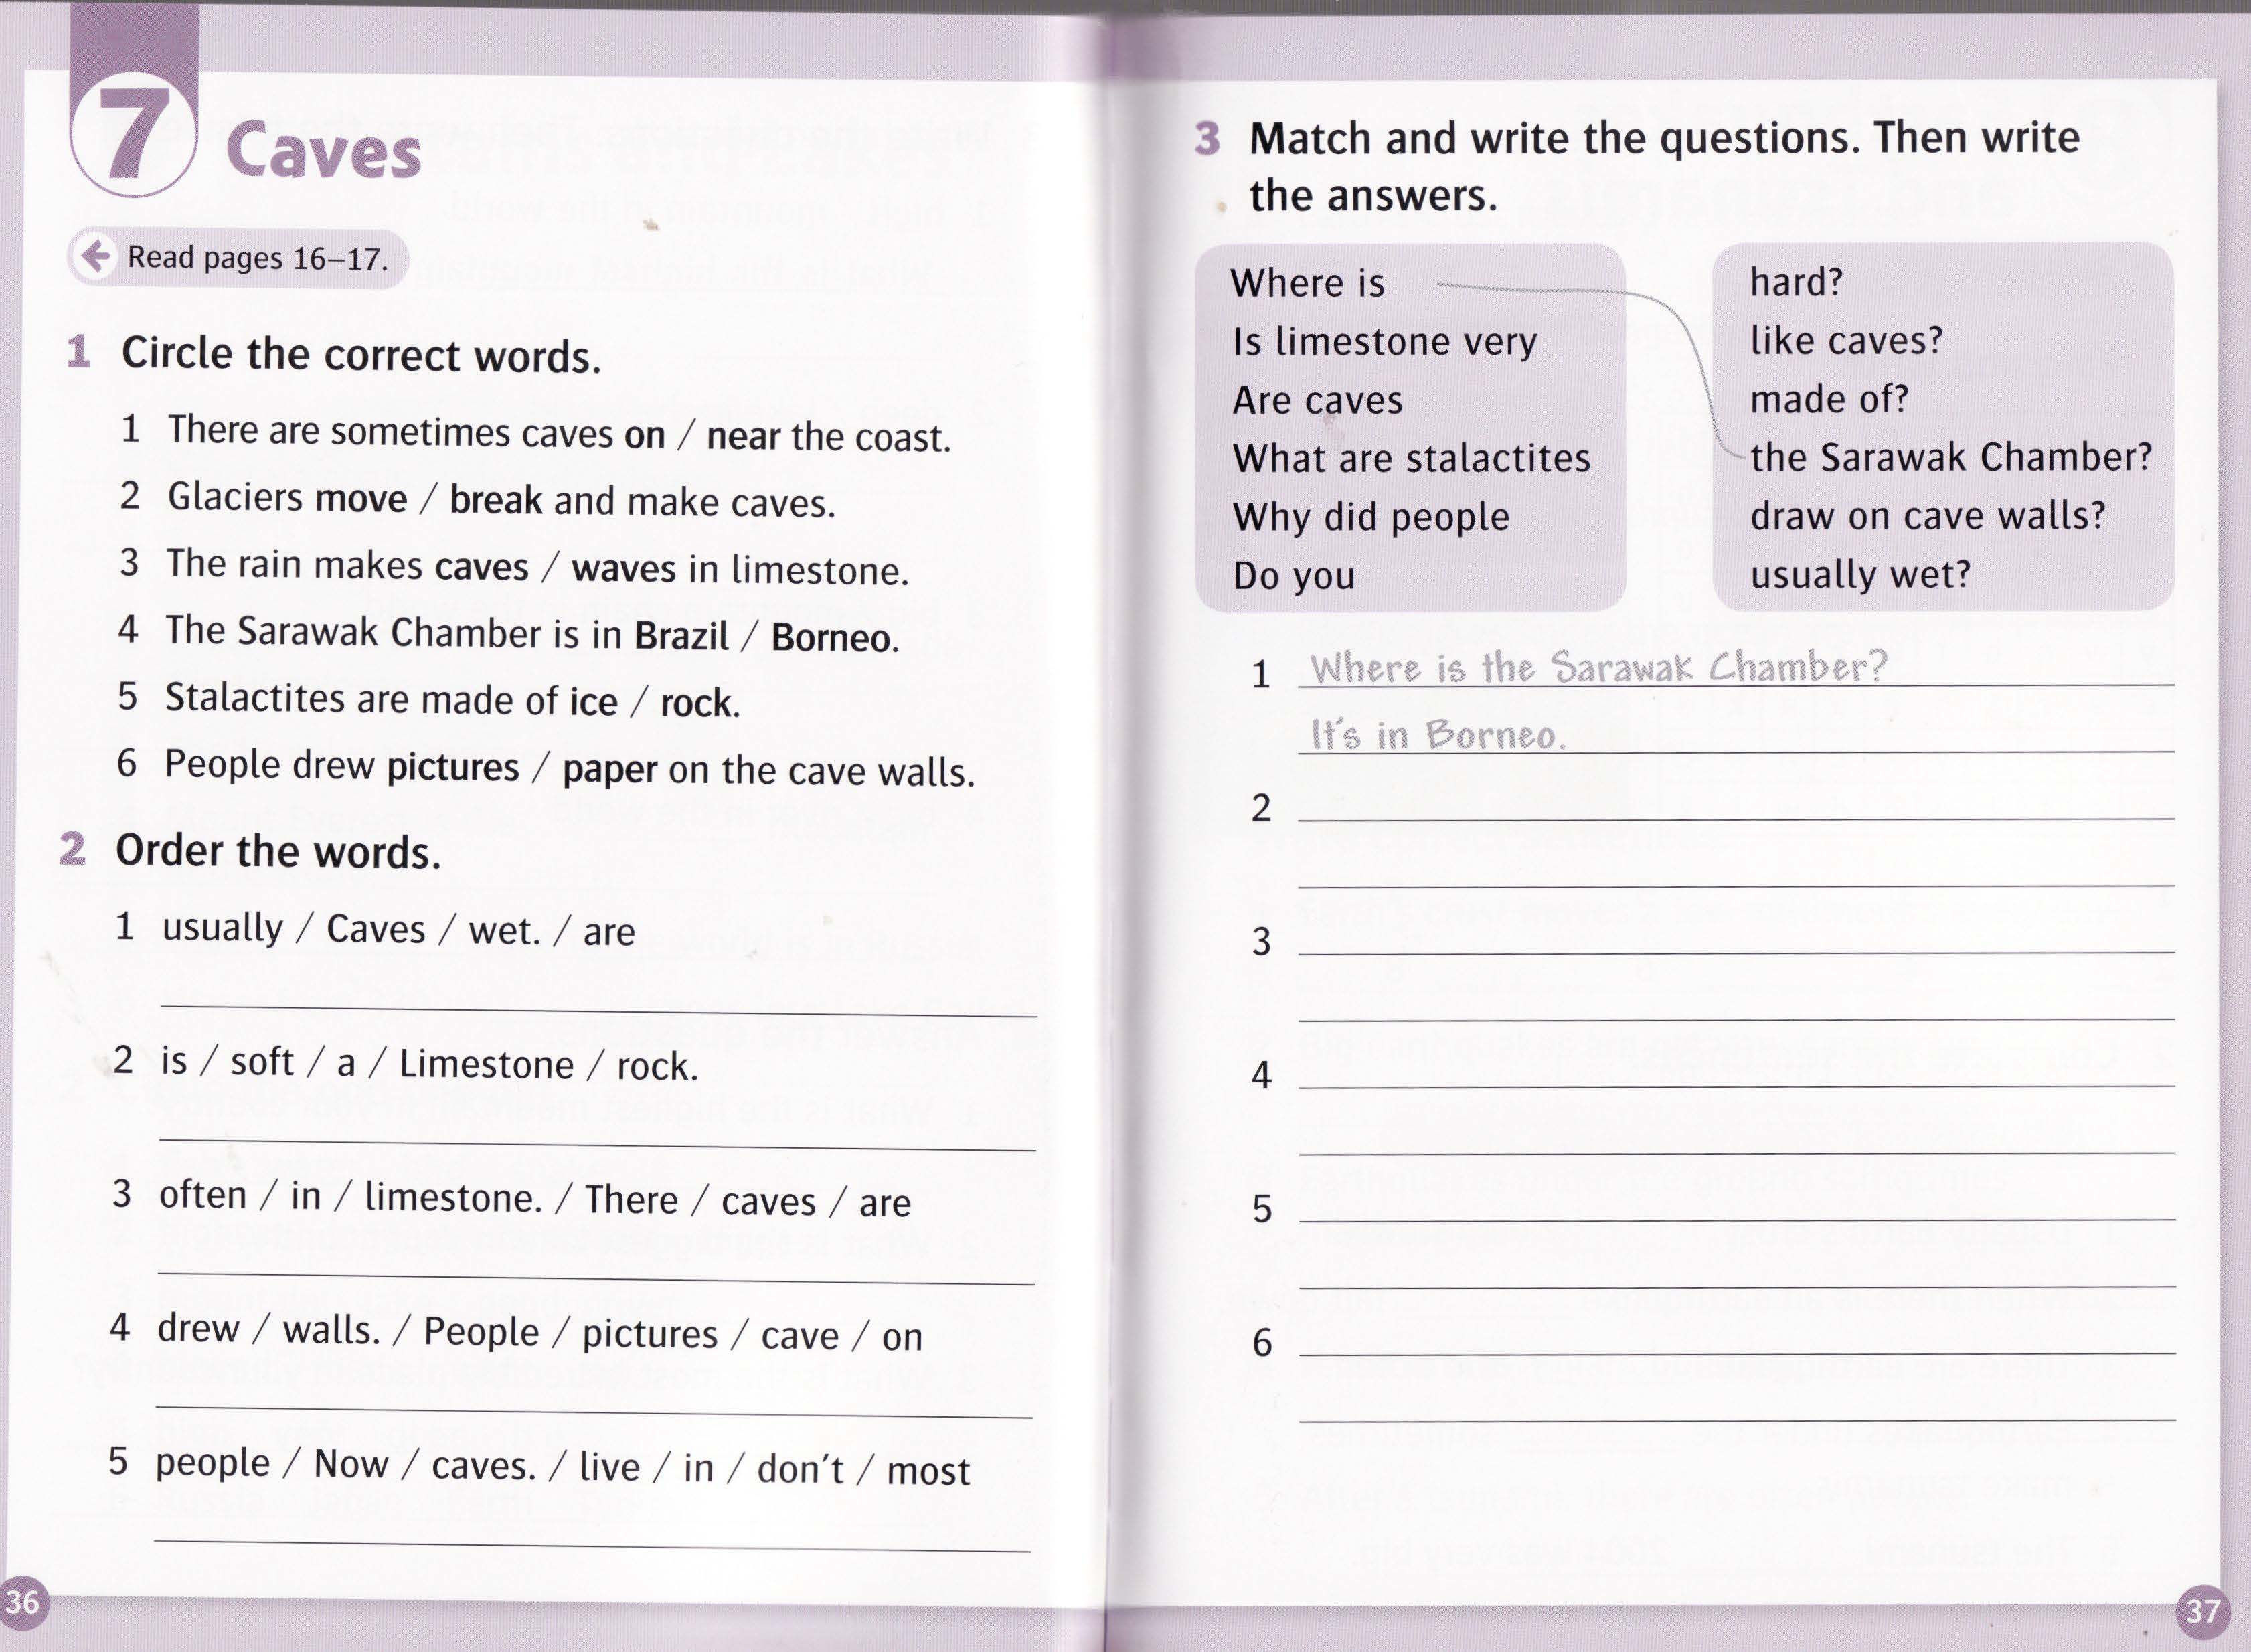 7 Caves
Read pages 16–17.
1 Circle the correct words.
1 There are sometimes caves on / near the coast.
2 Glaciers move / break and make caves.
3 The rain makes caves / waves in limestone.
4 The Sarawak Chamber is in Brazil / Borneo.
5 Stalactites are made of ice / rock.
6 People drew pictures / paper on the cave walls.
2 Order the words.
1 usually / Caves / wet. / are
2 is / soft / a / Limestone / rock.
3 often / in / limestone. / There / caves / are
4 drew / walls. / People / pictures / cave / on
5 people / Now / caves. / live / in / don't / most
36
3 Match and write the questions. Then write
the answers.
Where is
Is limestone very
Are caves
What are stalactites
Why did people
Do you
hard?
like caves?
made of?
the Sarawak Chamber?
draw on cave walls?
usually wet?
1 Where is the Sarawak Chamber?
It's in Borneo.
2
3
4
5
6
37